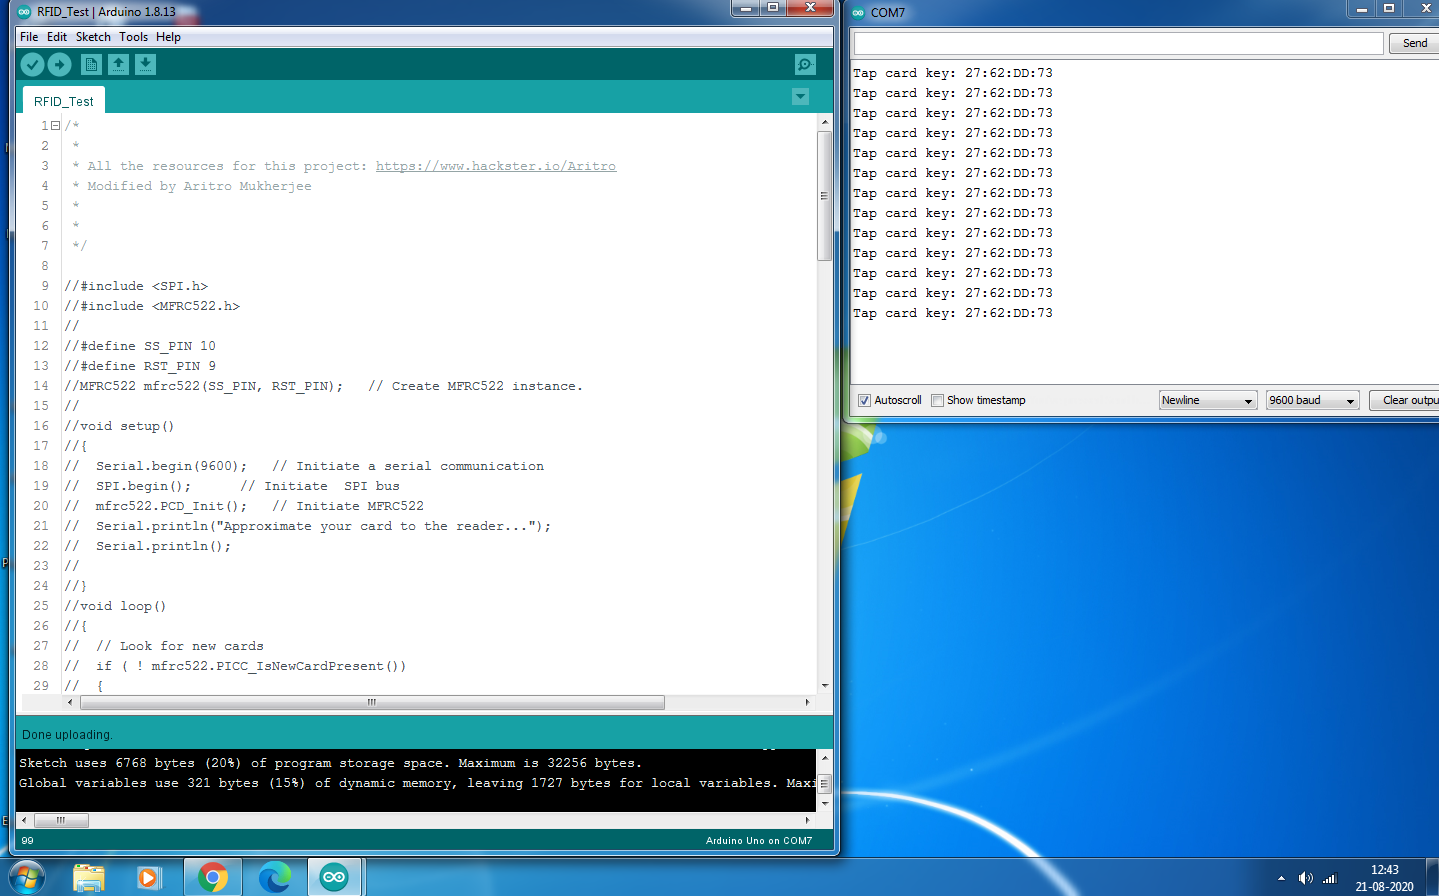 RFID_Test | Arduino 1.8.13
File Edit Sketch Tools Help
RFID_Test
1 /*
2  *
3  * All the resources for this project: https://www.hackster.io/Aritro
4  * Modified by Aritro Mukherjee
5  *
6  *
7  */
8
9 //#include <SPI.h>
10 //#include <MFRC522.h>
11 //
12 //#define SS_PIN 10
13 //#define RST_PIN 9
14 //MFRC522 mfrc522(SS_PIN, RST_PIN);   // Create MFRC522 instance.
15 //
16 //void setup()
17 //{
18 //  Serial.begin(9600);   // Initiate a serial communication
19 //  SPI.begin();      // Initiate  SPI bus
20 //  mfrc522.PCD_Init();   // Initiate MFRC522
21 //  Serial.println("Approximate your card to the reader...");
22 //  Serial.println();
23 //
24 //}
25 //void loop()
26 //{
27 //  // Look for new cards
28 //  if ( ! mfrc522.PICC_IsNewCardPresent())
29 //  {
Done uploading.
Sketch uses 6768 bytes (20%) of program storage space. Maximum is 32256 bytes.
Global variables use 321 bytes (15%) of dynamic memory, leaving 1727 bytes for local variables. Maxi
99
Arduino Uno on COM7
COM7
Send
Tap card key: 27:62:DD:73
Tap card key: 27:62:DD:73
Tap card key: 27:62:DD:73
Tap card key: 27:62:DD:73
Tap card key: 27:62:DD:73
Tap card key: 27:62:DD:73
Tap card key: 27:62:DD:73
Tap card key: 27:62:DD:73
Tap card key: 27:62:DD:73
Tap card key: 27:62:DD:73
Tap card key: 27:62:DD:73
Tap card key: 27:62:DD:73
Tap card key: 27:62:DD:73
Autoscroll Show timestamp Newline 9600 baud Clear outpu
12:43
21-08-2020